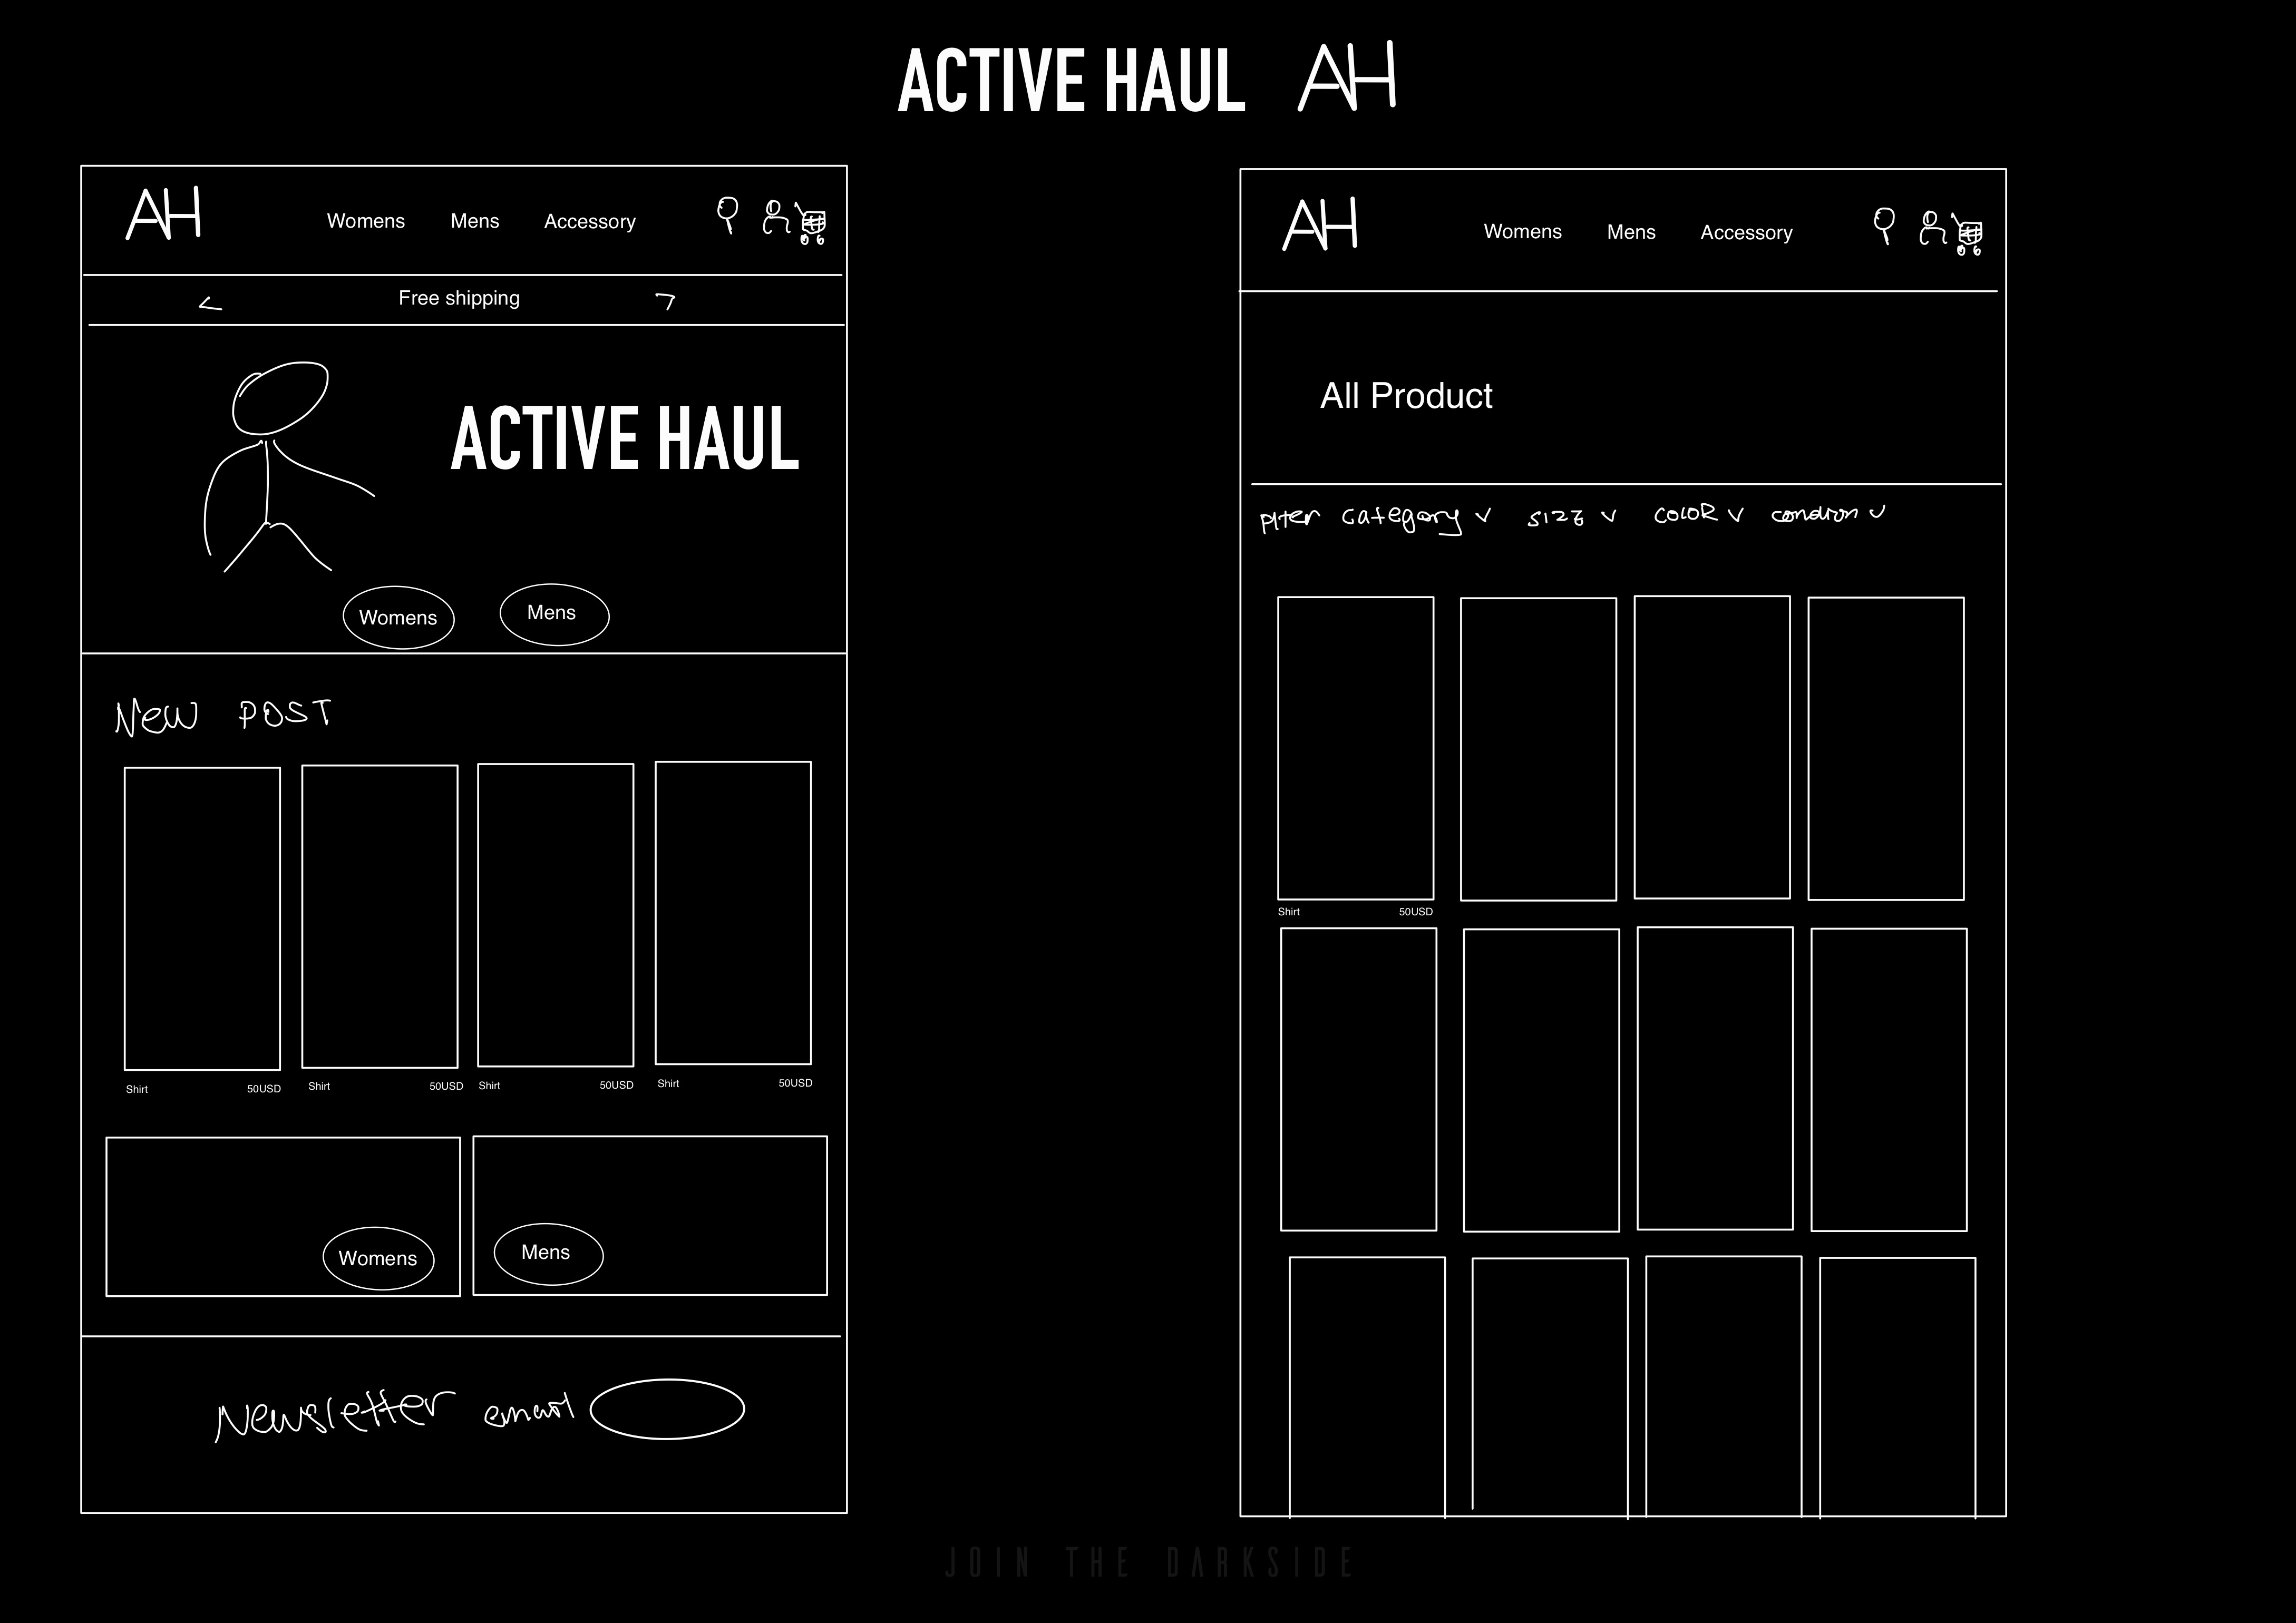 ACTIVE HAUL AH
AH Womens Mens Accessory
Free shipping
ACTIVE HAUL
Womens Mens
New POST
Shirt 50USD Shirt 50USD Shirt 50USD Shirt 50USD
Womens Mens
Newsletter email
AH Womens Mens Accessory
All Product
category size COLOR
Shirt 50USD
JOIN THE DARKSIDE